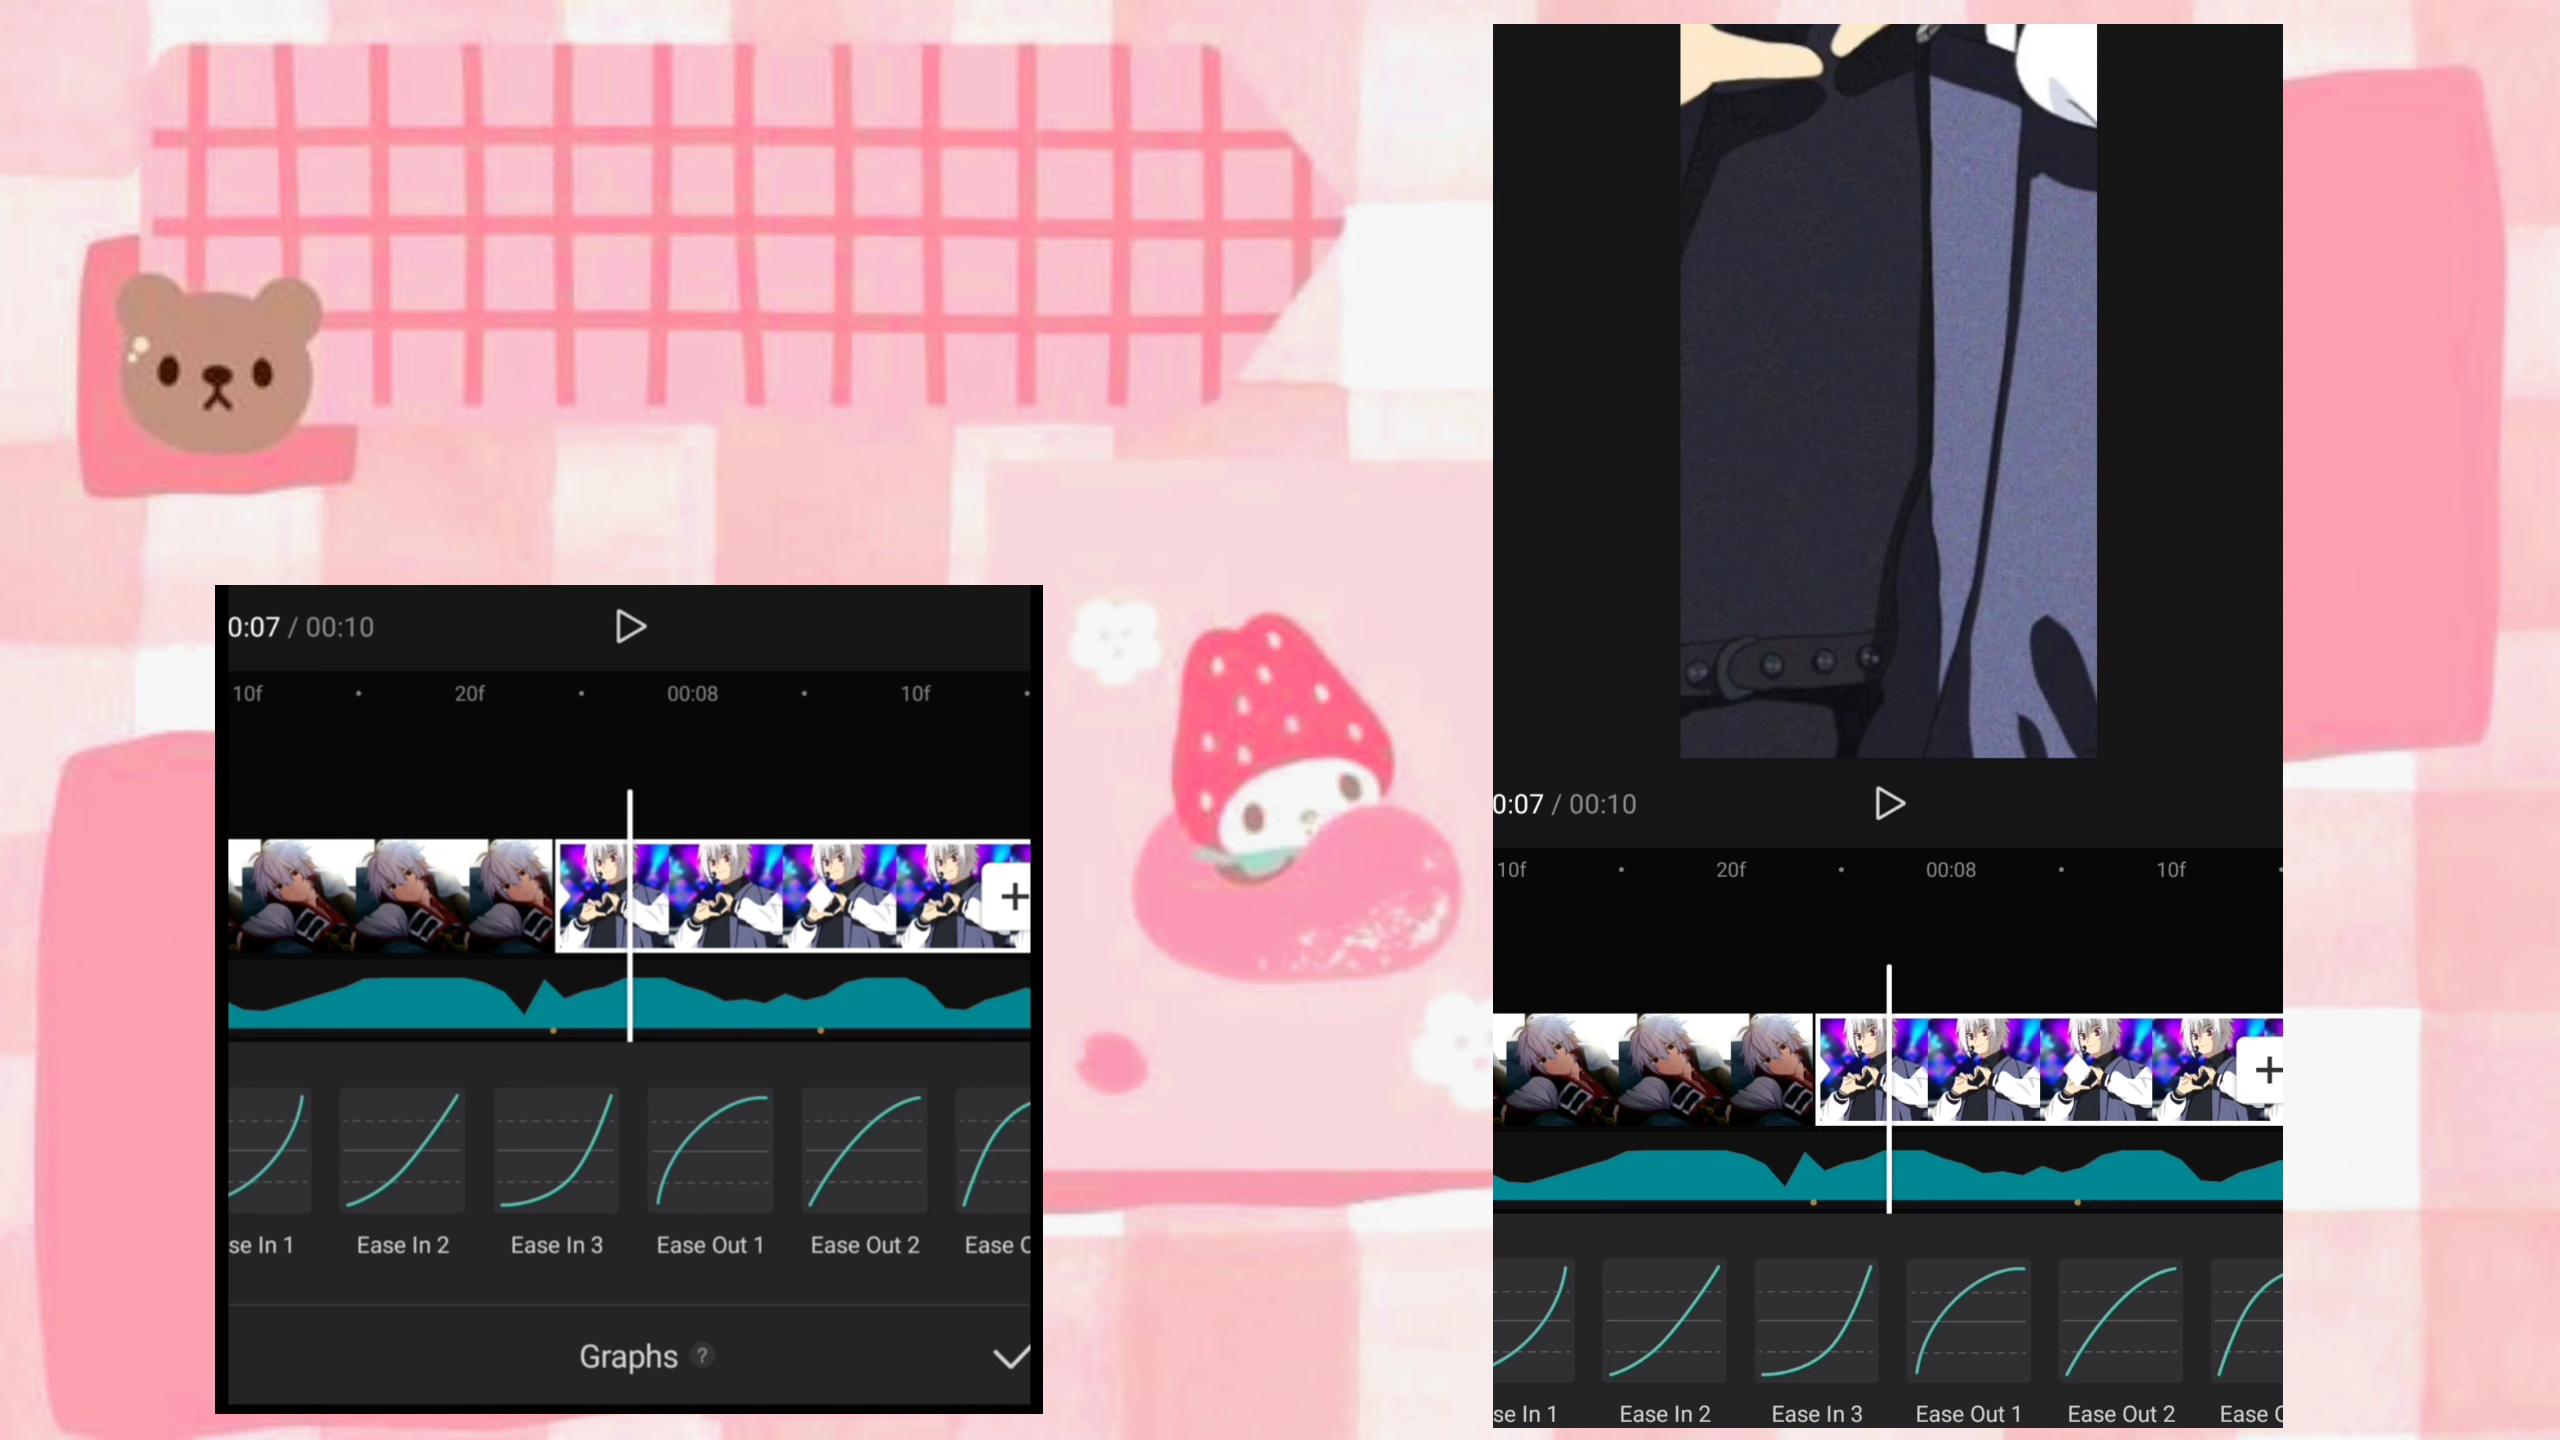 0:07 / 00:10
10f 20f 00:08 10f
se In 1 Ease In 2 Ease In 3 Ease Out 1 Ease Out 2 Ease O
Graphs ?
0:07 / 00:10
10f 20f 00:08 10f
se In 1 Ease In 2 Ease In 3 Ease Out 1 Ease Out 2 Ease O